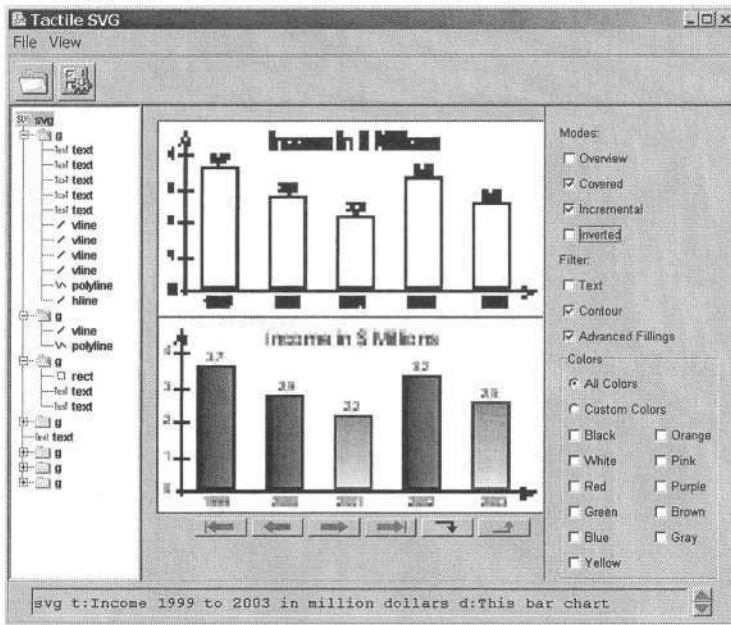 Tactile SVG
File View
svg
g
text
text
text
text
text
vline
vline
vline
vline
polyline
hline
g
vline
polyline
g
rect
text
text
g
text
g
g
g
Income in $ Millions
Income in $ Millions
4
3
2
1
0
3.7
2.8
2.2
3.3
1999
2000
2001
2002
2003
Modes:
Overview
Covered
Incremental
Inverted
Filter:
Text
Contour
Advanced Fillings
Colors
All Colors
Custom Colors
Black Orange
White Pink
Red Purple
Green Brown
Blue Gray
Yellow
svg t:Income 1999 to 2003 in million dollars d:This bar chart